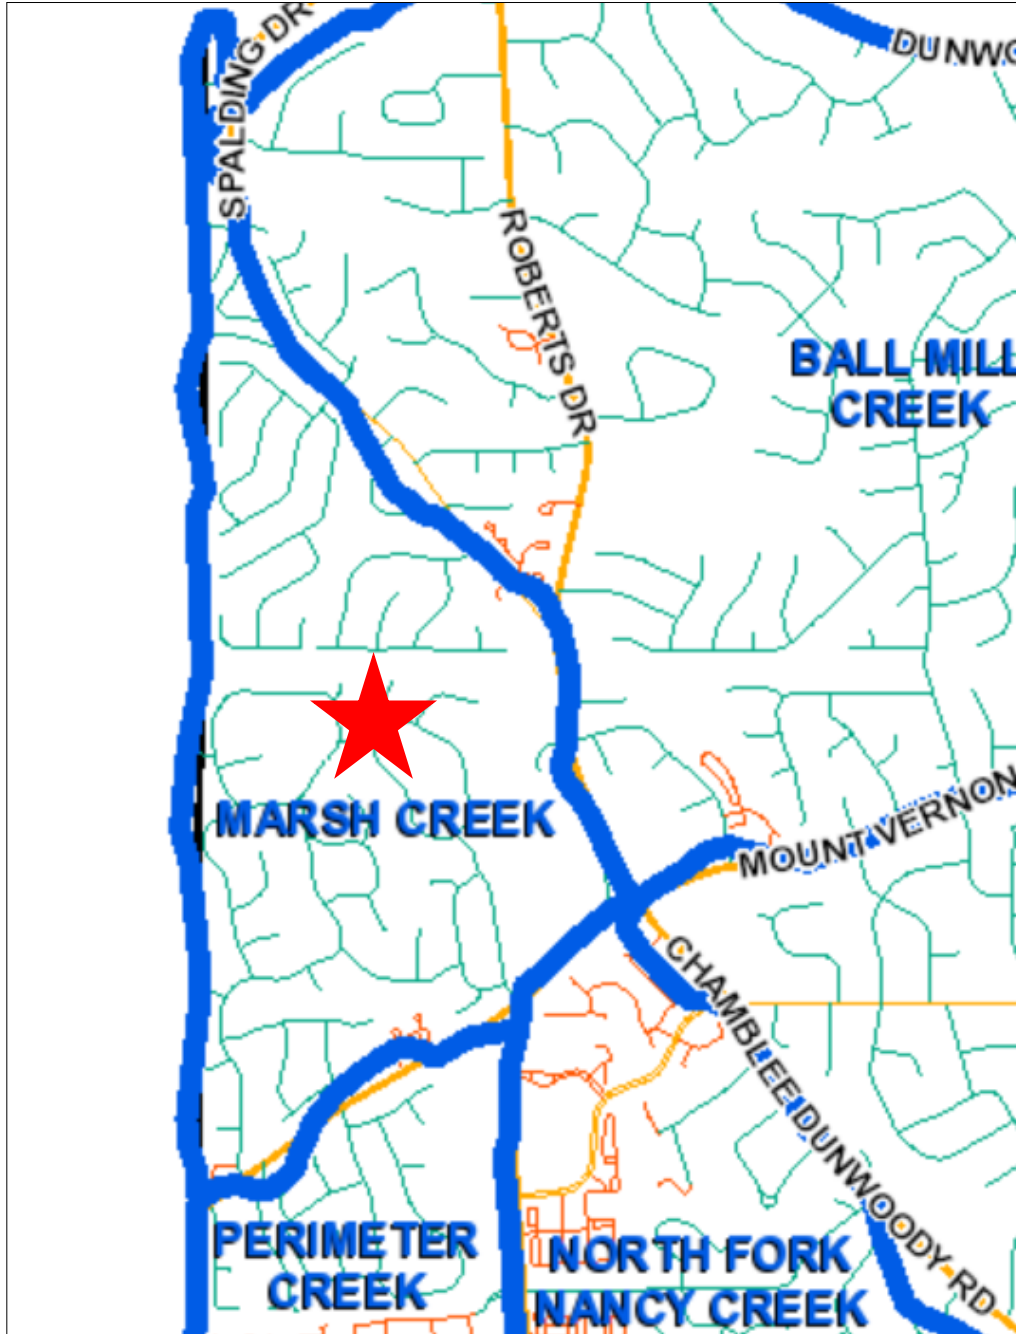 SPALDING DR
DUNWO
ROBERTS DR
BALL MILL
CREEK
MARSH CREEK
MOUNT VERNON
CHAMBLEE DUNWOODY RD
PERIMETER
CREEK
NORTH FORK
NANCY CREEK